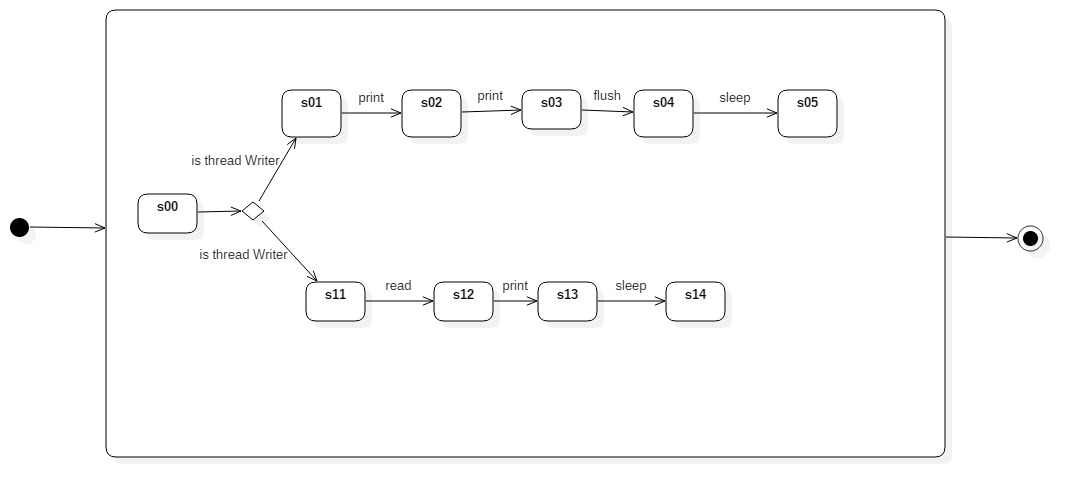 s01
print
s02
print
s03
flush
s04
sleep
s05
is thread Writer
s00
is thread Writer
s11
read
s12
print
s13
sleep
s14